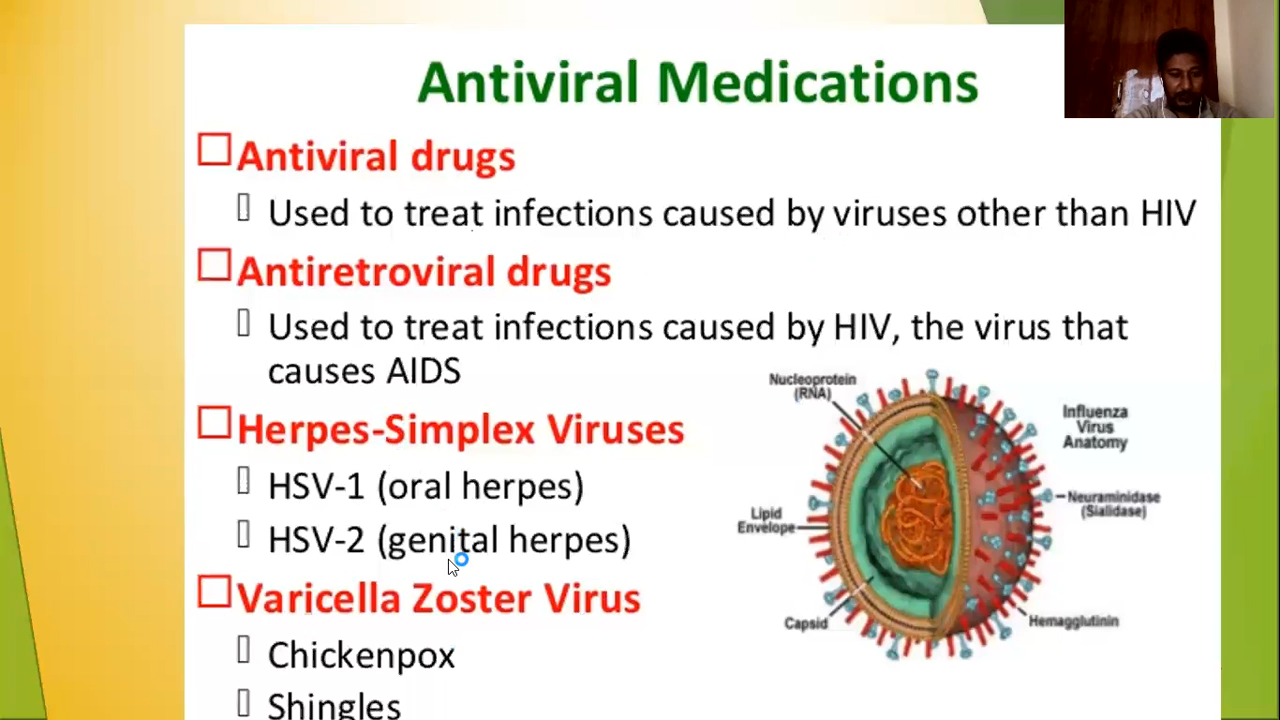 Antiviral Medications
Antiviral drugs
Used to treat infections caused by viruses other than HIV
Antiretroviral drugs
Used to treat infections caused by HIV, the virus that
causes AIDS
Herpes-Simplex Viruses
HSV-1 (oral herpes)
HSV-2 (genital herpes)
Varicella Zoster Virus
Chickenpox
Shingles
Nucleoprotein
(RNA)
Influenza
Virus
Anatomy
Neuraminidase
(Sialidase)
Lipid
Envelope
Capsid
Hemagglutinin